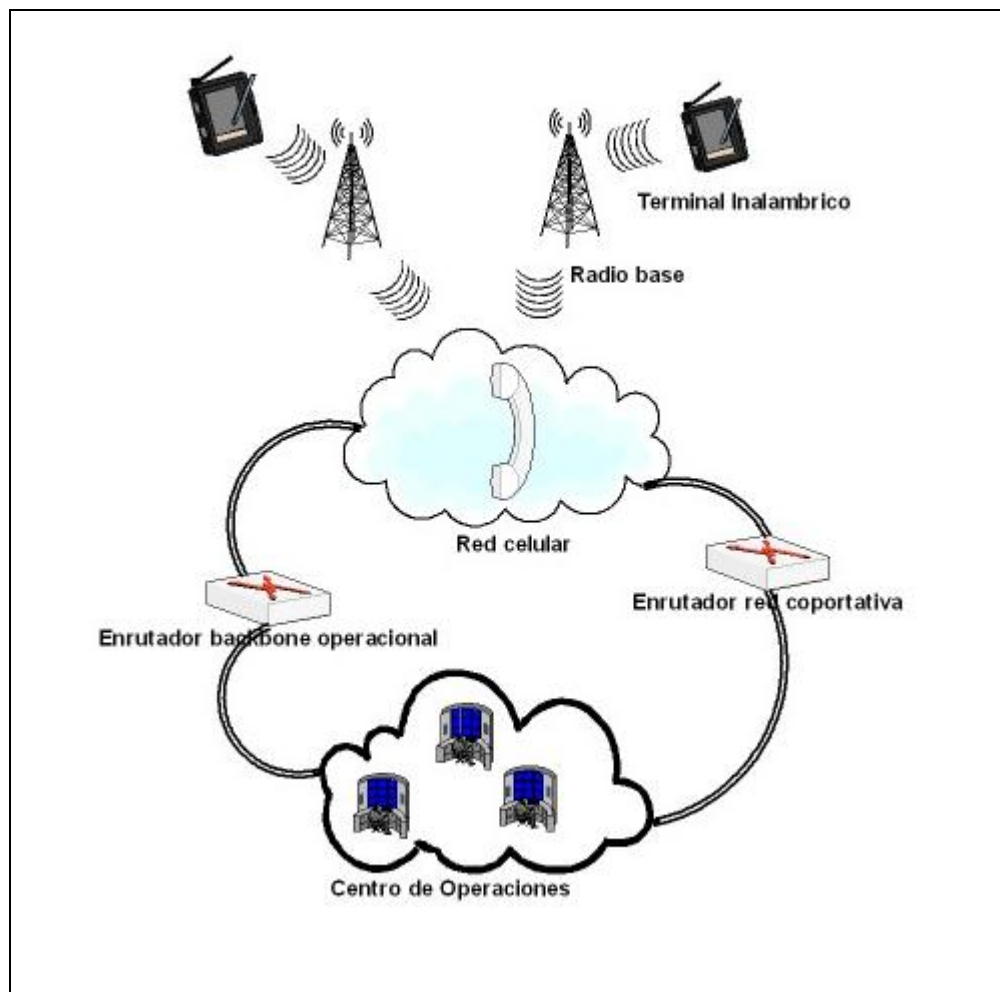 Terminal Inalambrico
Radio base
Red celular
Enrutador red coportativa
Enrutador backbone operacional
Centro de Operaciones